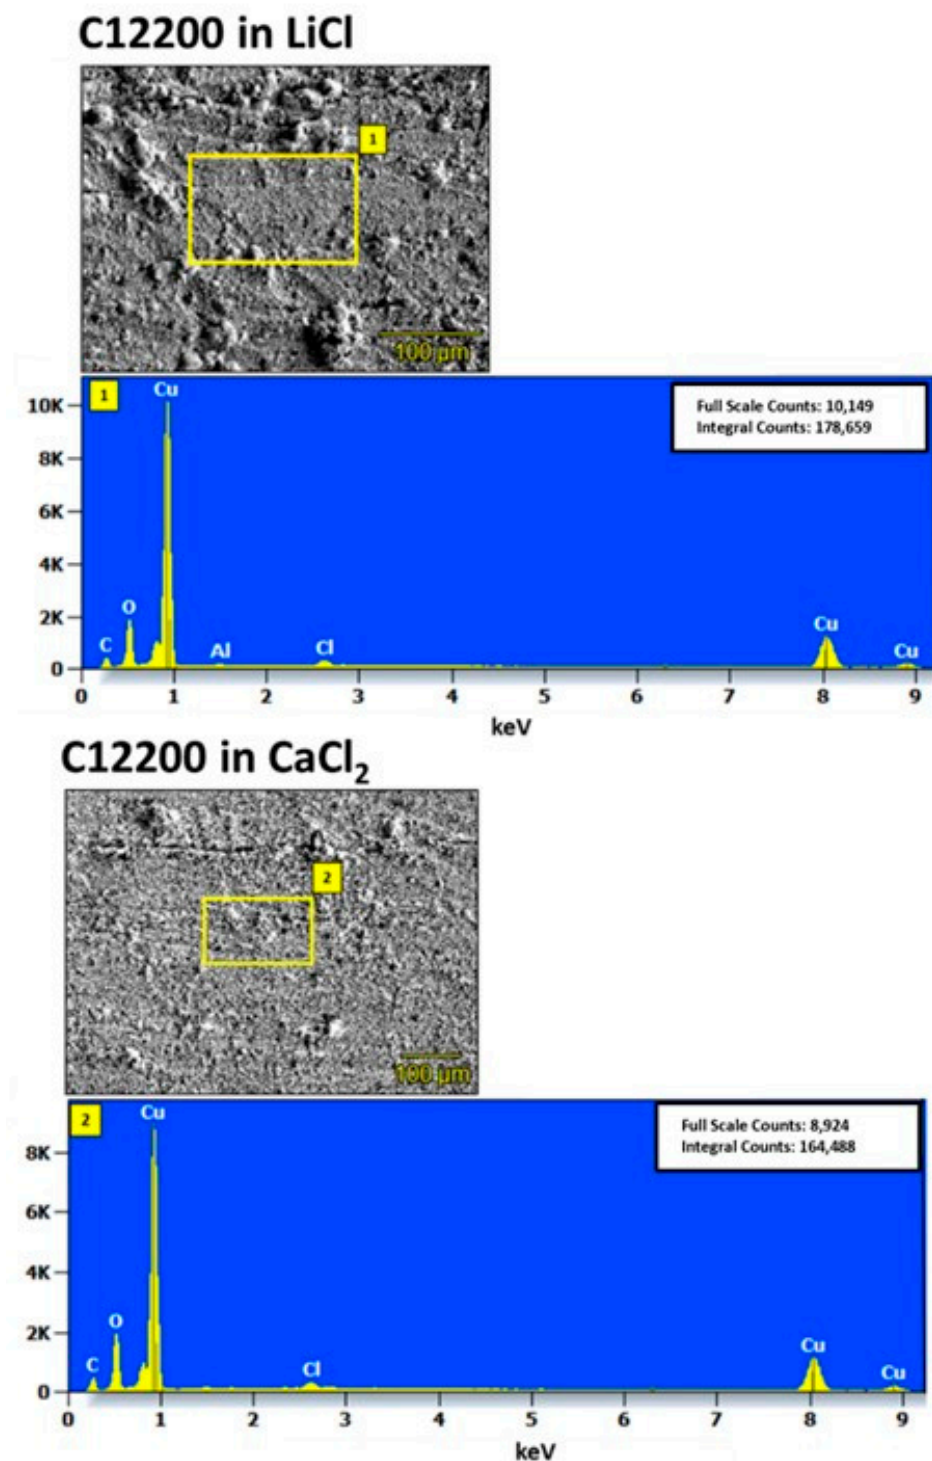 C12200 in LiCl
1
100 µm
1
Cu
Full Scale Counts: 10,149
Integral Counts: 178,659
10K
8K
6K
4K
2K
0
C
O
Al
Cl
Cu
Cu
0 1 2 3 4 5 6 7 8 9
keV
C12200 in CaCl₂
2
100 µm
2
Cu
Full Scale Counts: 8,924
Integral Counts: 164,488
8K
6K
4K
2K
0
C
O
Cl
Cu
Cu
0 1 2 3 4 5 6 7 8 9
keV